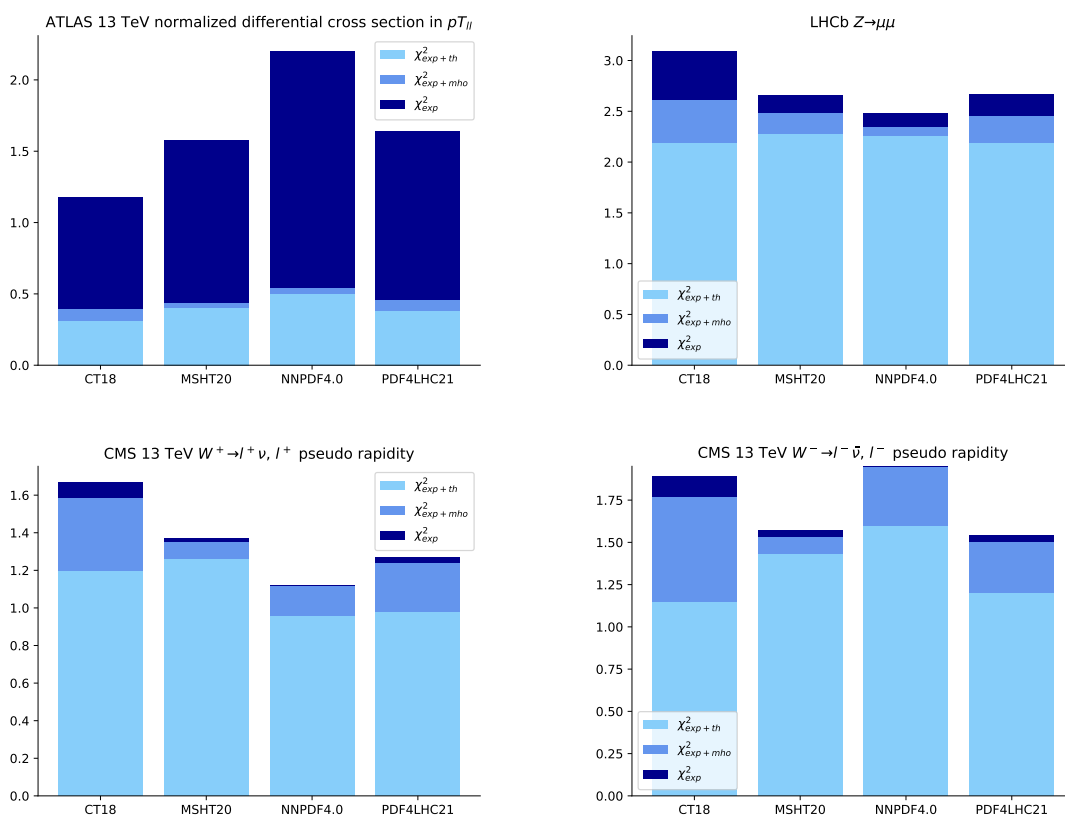 ATLAS 13 TeV normalized differential cross section in pT_ll
χ²_exp+th
χ²_exp+mho
χ²_exp
2.0
1.5
1.0
0.5
0.0
CT18 MSHT20 NNPDF4.0 PDF4LHC21
LHCb Z→μμ
3.0
2.5
2.0
1.5
1.0
0.5
0.0
χ²_exp+th
χ²_exp+mho
χ²_exp
CT18 MSHT20 NNPDF4.0 PDF4LHC21
CMS 13 TeV W⁺→l⁺ν, l⁺ pseudo rapidity
χ²_exp+th
χ²_exp+mho
χ²_exp
1.6
1.4
1.2
1.0
0.8
0.6
0.4
0.2
0.0
CT18 MSHT20 NNPDF4.0 PDF4LHC21
CMS 13 TeV W⁻→l⁻ν̄, l⁻ pseudo rapidity
1.75
1.50
1.25
1.00
0.75
0.50
0.25
0.00
χ²_exp+th
χ²_exp+mho
χ²_exp
CT18 MSHT20 NNPDF4.0 PDF4LHC21